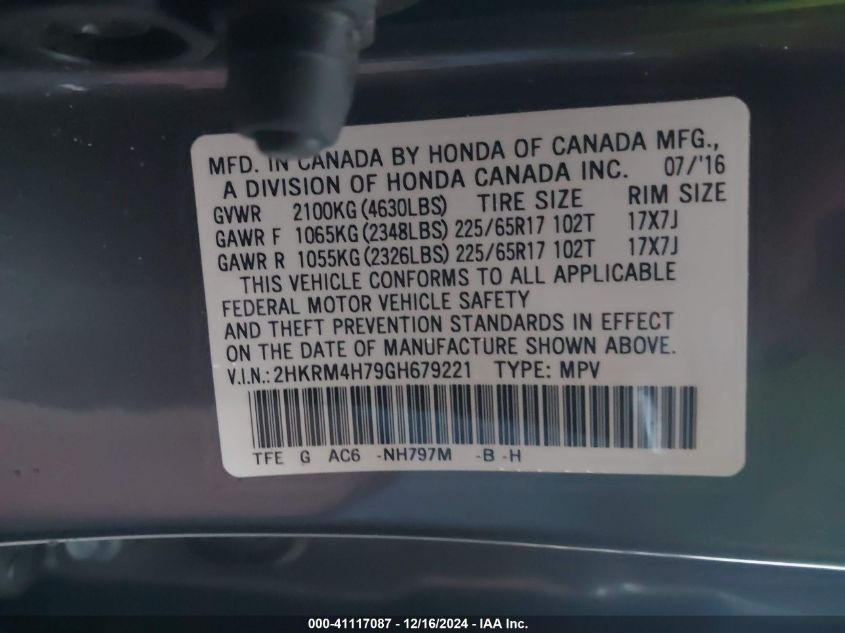 MFD. IN CANADA BY HONDA OF CANADA MFG.,
A DIVISION OF HONDA CANADA INC. 07/'16
GVWR 2100KG (4630LBS) TIRE SIZE RIM SIZE
GAWR F 1065KG (2348LBS) 225/65R17 102T 17X7J
GAWR R 1055KG (2326LBS) 225/65R17 102T 17X7J
THIS VEHICLE CONFORMS TO ALL APPLICABLE
FEDERAL MOTOR VEHICLE SAFETY
AND THEFT PREVENTION STANDARDS IN EFFECT
ON THE DATE OF MANUFACTURE SHOWN ABOVE.
V.I.N.: 2HKRM4H79GH679221 TYPE: MPV
TFE G AC6 -NH797M -B -H
000-41117087 - 12/16/2024 - IAA Inc.